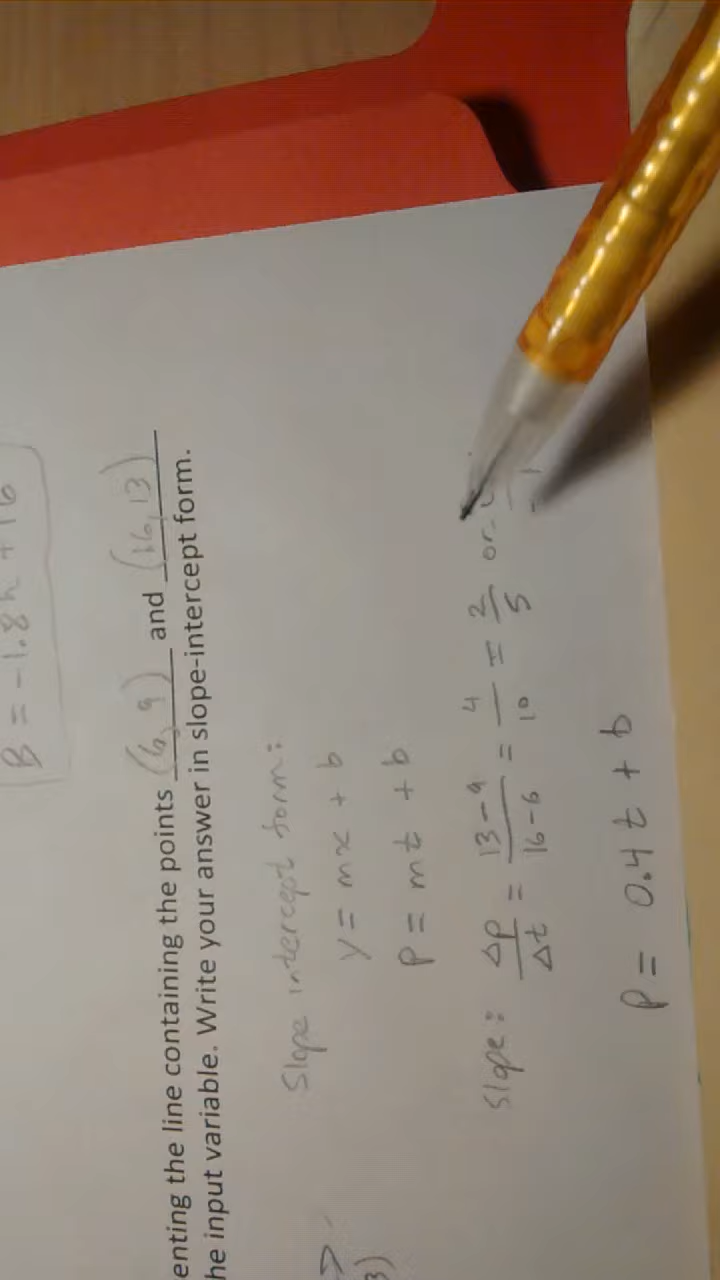 B = -1.8n + 16
enting the line containing the points (6, 9) and (16, 13)
he input variable. Write your answer in slope-intercept form.
Slope intercept form:
y = mx + b
P = mt + b
Slope: ΔP/Δt = 13-9/16-6 = 4/10 = 2/5 or
P = 0.4t + b